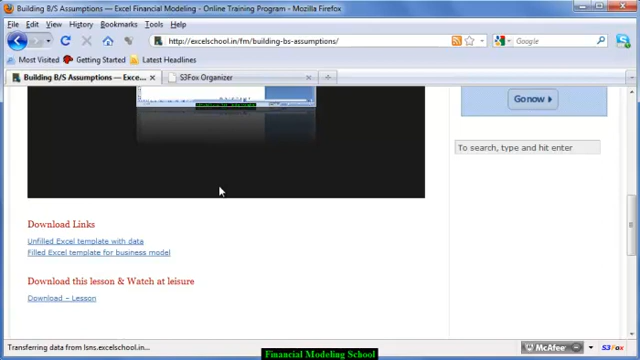 Building B/S Assumptions — Excel Financial Modeling - Online Training Program - Mozilla Firefox
File Edit View History Bookmarks Tools Help
http://excelschool.in/fm/building-bs-assumptions/
Google
Most Visited Getting Started Latest Headlines
Building B/S Assumptions — Exce...
S3Fox Organizer
Go now
To search, type and hit enter
Download Links
Unfilled Excel template with data
Filled Excel template for business model
Download this lesson & Watch at leisure
Download – Lesson
Transferring data from lsns.excelschool.in...
McAfee
S3Fox
Financial Modeling School